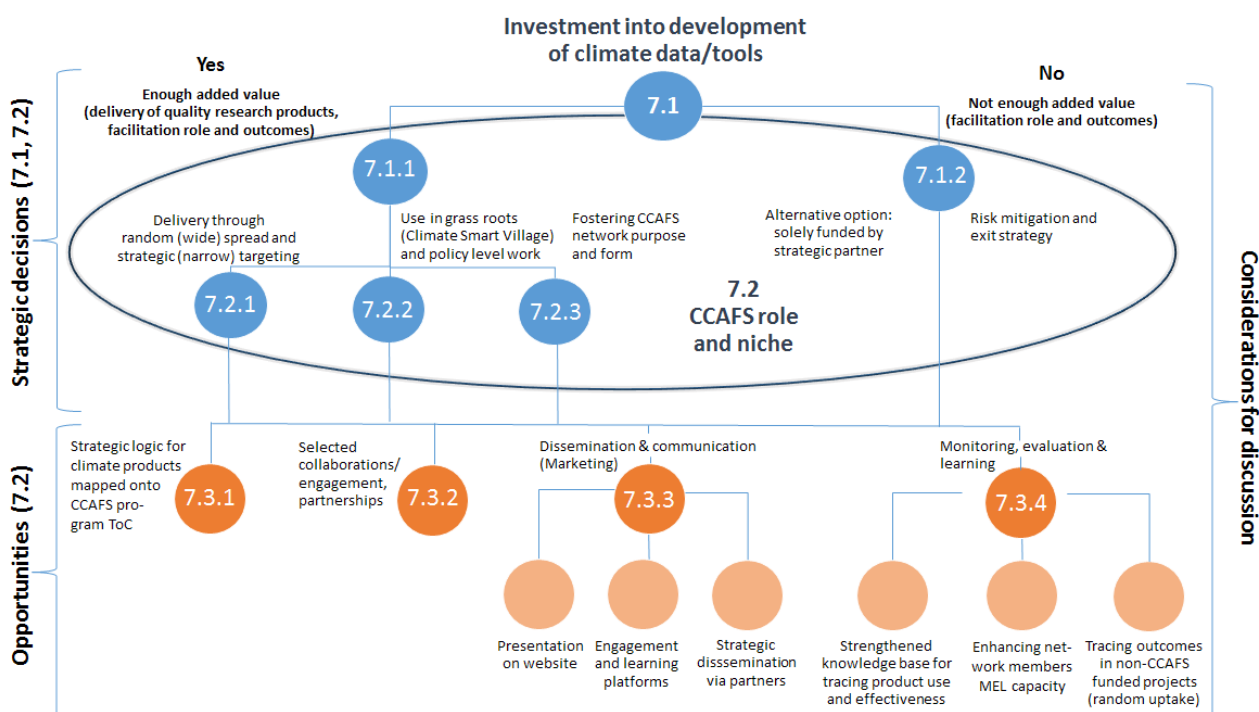 Investment into development
of climate data/tools
Yes
No
Enough added value
(delivery of quality research products,
facilitation role and outcomes)
7.1
Not enough added value
(facilitation role and outcomes)
Strategic decisions (7.1, 7.2)
7.1.1
7.1.2
Delivery through
random (wide) spread and
strategic (narrow) targeting
Use in grass roots
(Climate Smart Village)
and policy level work
Fostering CCAFS
network purpose
and form
Alternative option:
solely funded by
strategic partner
Risk mitigation and
exit strategy
7.2.1
7.2.2
7.2.3
7.2
CCAFS role
and niche
Considerations for discussion
Opportunities (7.2)
Strategic logic for
climate products
mapped onto
CCAFS pro-
gram ToC
7.3.1
Selected
collaborations/
engagement,
partnerships
7.3.2
Dissemination & communication
(Marketing)
7.3.3
Monitoring, evaluation &
learning
7.3.4
Presentation
on website
Engagement
and learning
platforms
Strategic
disssemination
via partners
Strengthened
knowledge base for
tracing product use
and effectiveness
Enhancing net-
work members
MEL capacity
Tracing outcomes
in non-CCAFS
funded projects
(random uptake)